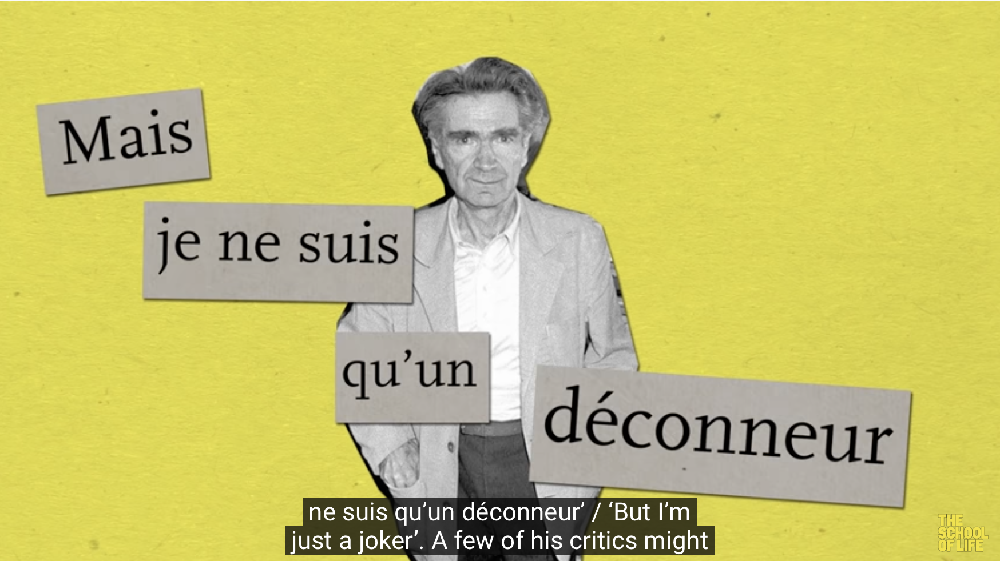 Mais
je ne suis
qu’un
déconneur
ne suis qu’un déconneur’ / ‘But I’m
just a joker’. A few of his critics might
THE
SCHOOL
OF LIFE